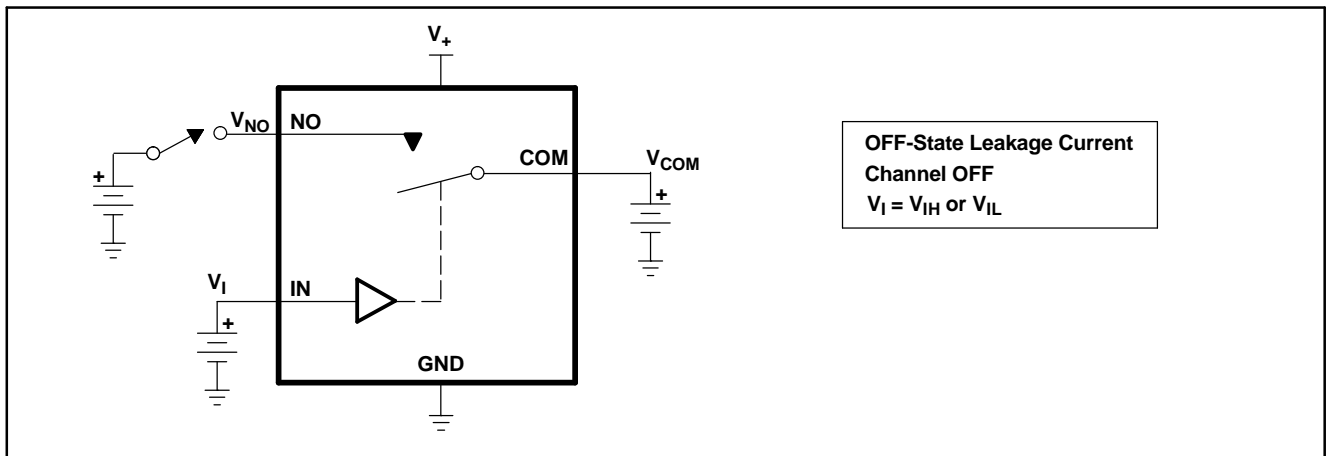 V+
VNO NO
+
COM VCOM
+
VI IN
+
GND
OFF-State Leakage Current
Channel OFF
VI = VIH or VIL